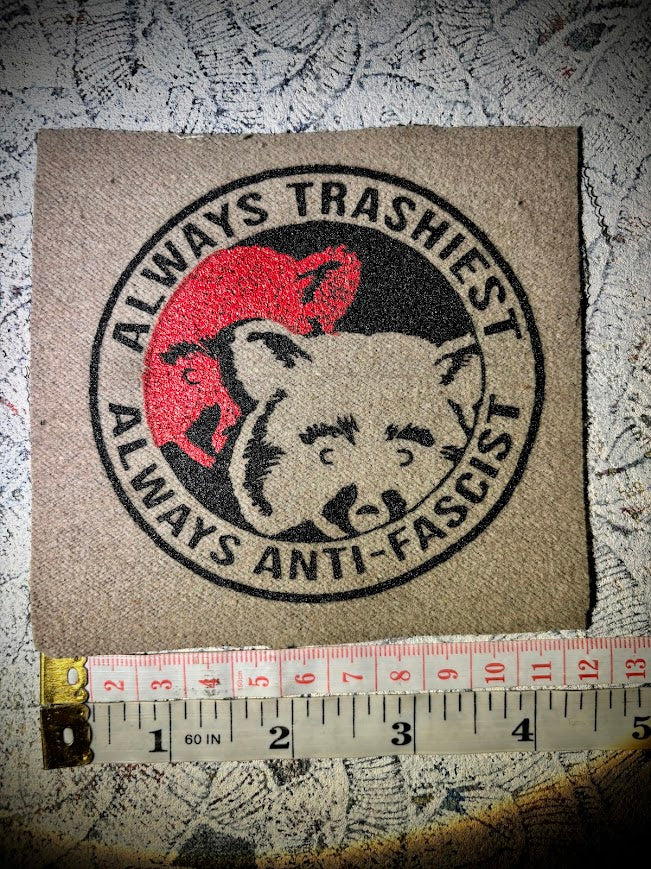 ALWAYS TRASHIEST
ALWAYS ANTI-FASCIST
2 3 4 5 6 7 8 9 10 11 12 13
1 60 IN 2 3 4 5